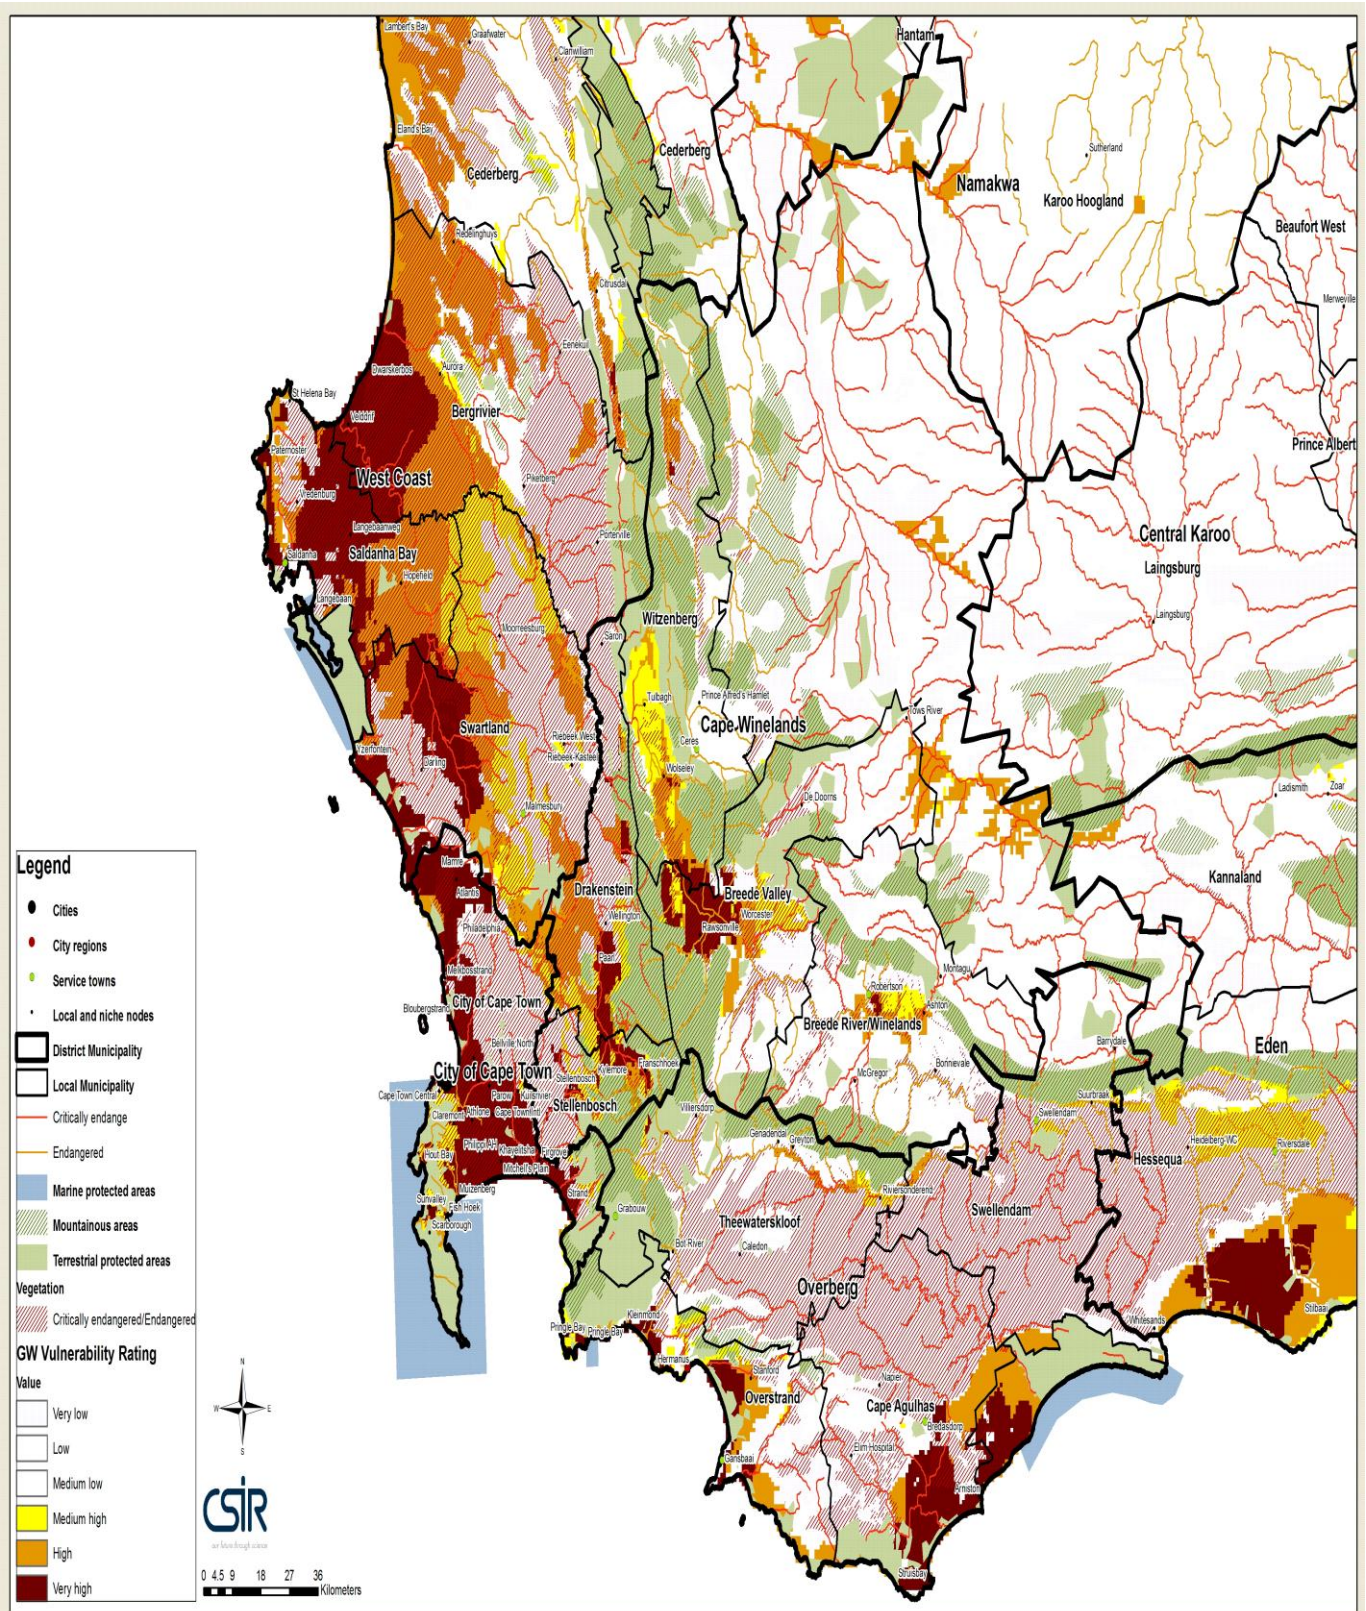 Lambert's Bay
Graafwater
Clanwilliam
Hantam
Eland's Bay
Cederberg
Cederberg
Sutherland
Namakwa
Karoo Hoogland
Beaufort West
Redelinghuys
Citrusdal
Merweville
Eenekuil
Dwarskerbos
Aurora
St Helena Bay
Velddrif
Bergrivier
Paternoster
Prince Albert
West Coast
Piketberg
Vredenburg
Langebaanweg
Porterville
Central Karoo
Saldanha
Saldanha Bay
Laingsburg
Hopefield
Langebaan
Witzenberg
Laingsburg
Moorreesburg
Saron
Tulbagh
Prince Alfred's Hamlet
Tows River
Swartland
Cape Winelands
Yzerfontein
Riebeek West
Ceres
Riebeek-Kasteel
Darling
Wolseley
Ladismith
Zoar
De Doorns
Malmesbury
Mamre
Kannaland
Atlantis
Drakenstein
Breede Valley
Wellington
Worcester
Philadelphia
Rawsonville
Paarl
Melkbosstrand
Montagu
Robertson
City of Cape Town
Bloubergstrand
Ashton
Breede River/Winelands
Bellville North
Barrydale
Eden
City of Cape Town
Kylemore
Franschhoek
Stellenbosch
Bonnievale
McGregor
Cape Town Central
Parow
Kuilsrivier
Stellenbosch
Suurbraak
Claremont
Athlone
Cape Town Intl
Villiersdorp
Swellendam
Genadendal
Greyton
Heidelberg-WC
Riversdale
Hout Bay
Philippi AH
Khayelitsha
Firgrove
Hessequa
Mitchell's Plain
Muizenberg
Strand
Riviersonderend
Sunvalley
Fish Hoek
Grabouw
Theewaterskloof
Swellendam
Scarborough
Bot River
Caledon
Overberg
Kleinmond
Stilbaai
Whitesands
Pringle Bay
Pringle Bay
Hermanus
Stanford
Napier
Overstrand
Cape Agulhas
Bredasdorp
Elim Hospital
Gansbaai
Arniston
Struisbay
Legend
Cities
City regions
Service towns
Local and niche nodes
District Municipality
Local Municipality
Critically endange
Endangered
Marine protected areas
Mountainous areas
Terrestrial protected areas
Vegetation
Critically endangered/Endangered
GW Vulnerability Rating
Value
Very low
Low
Medium low
Medium high
High
Very high
N
W
E
S
CSIR
our future through science
0 4.5 9 18 27 36
Kilometers